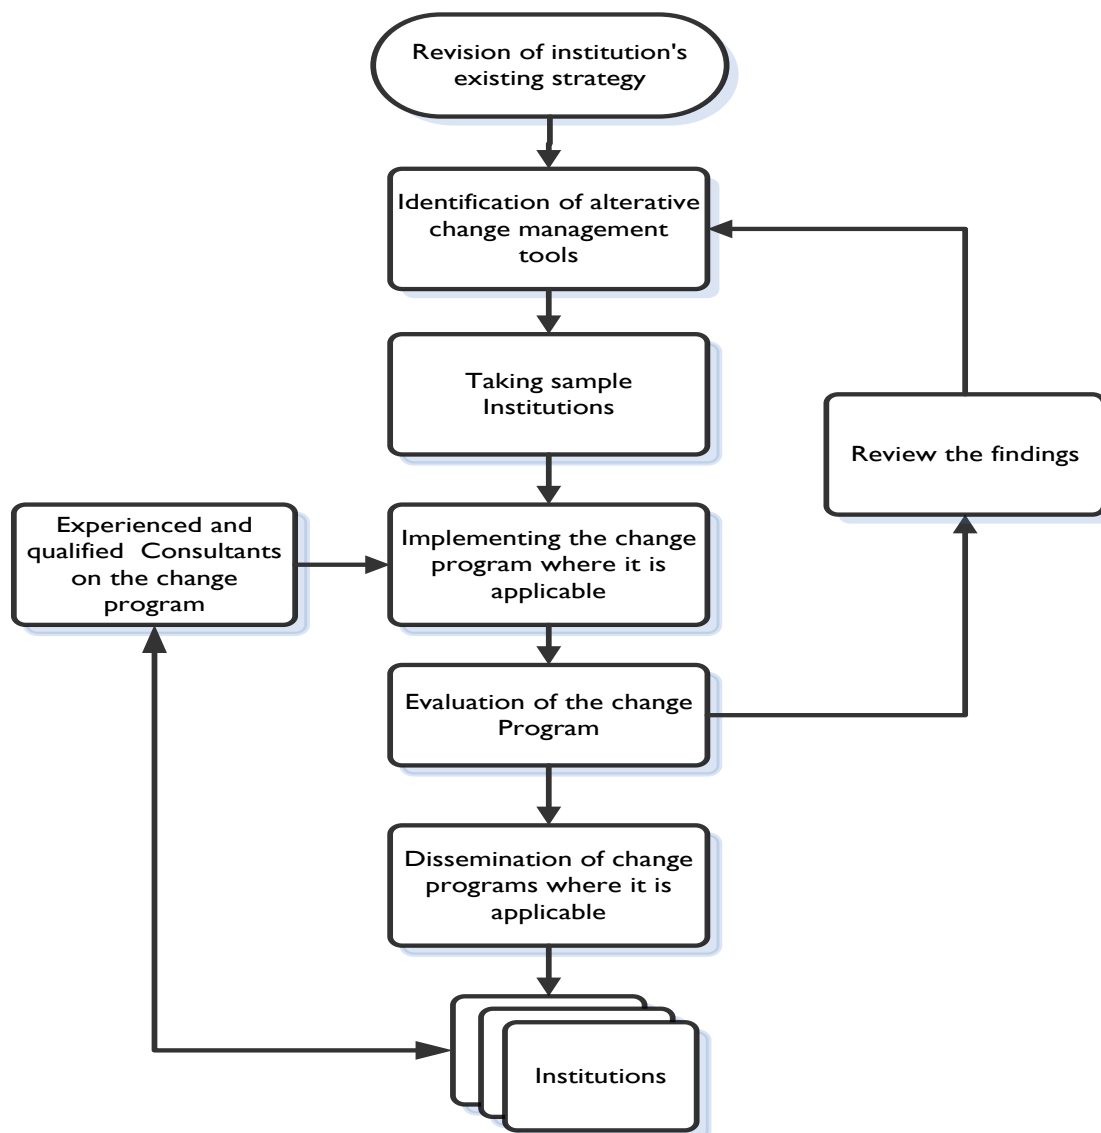 Revision of institution's
existing strategy
Identification of alterative
change management
tools
Taking sample
Institutions
Review the findings
Experienced and
qualified  Consultants
on the change
program
Implementing the change
program where it is
applicable
Evaluation of the change
Program
Dissemination of change
programs where it is
applicable
Institutions